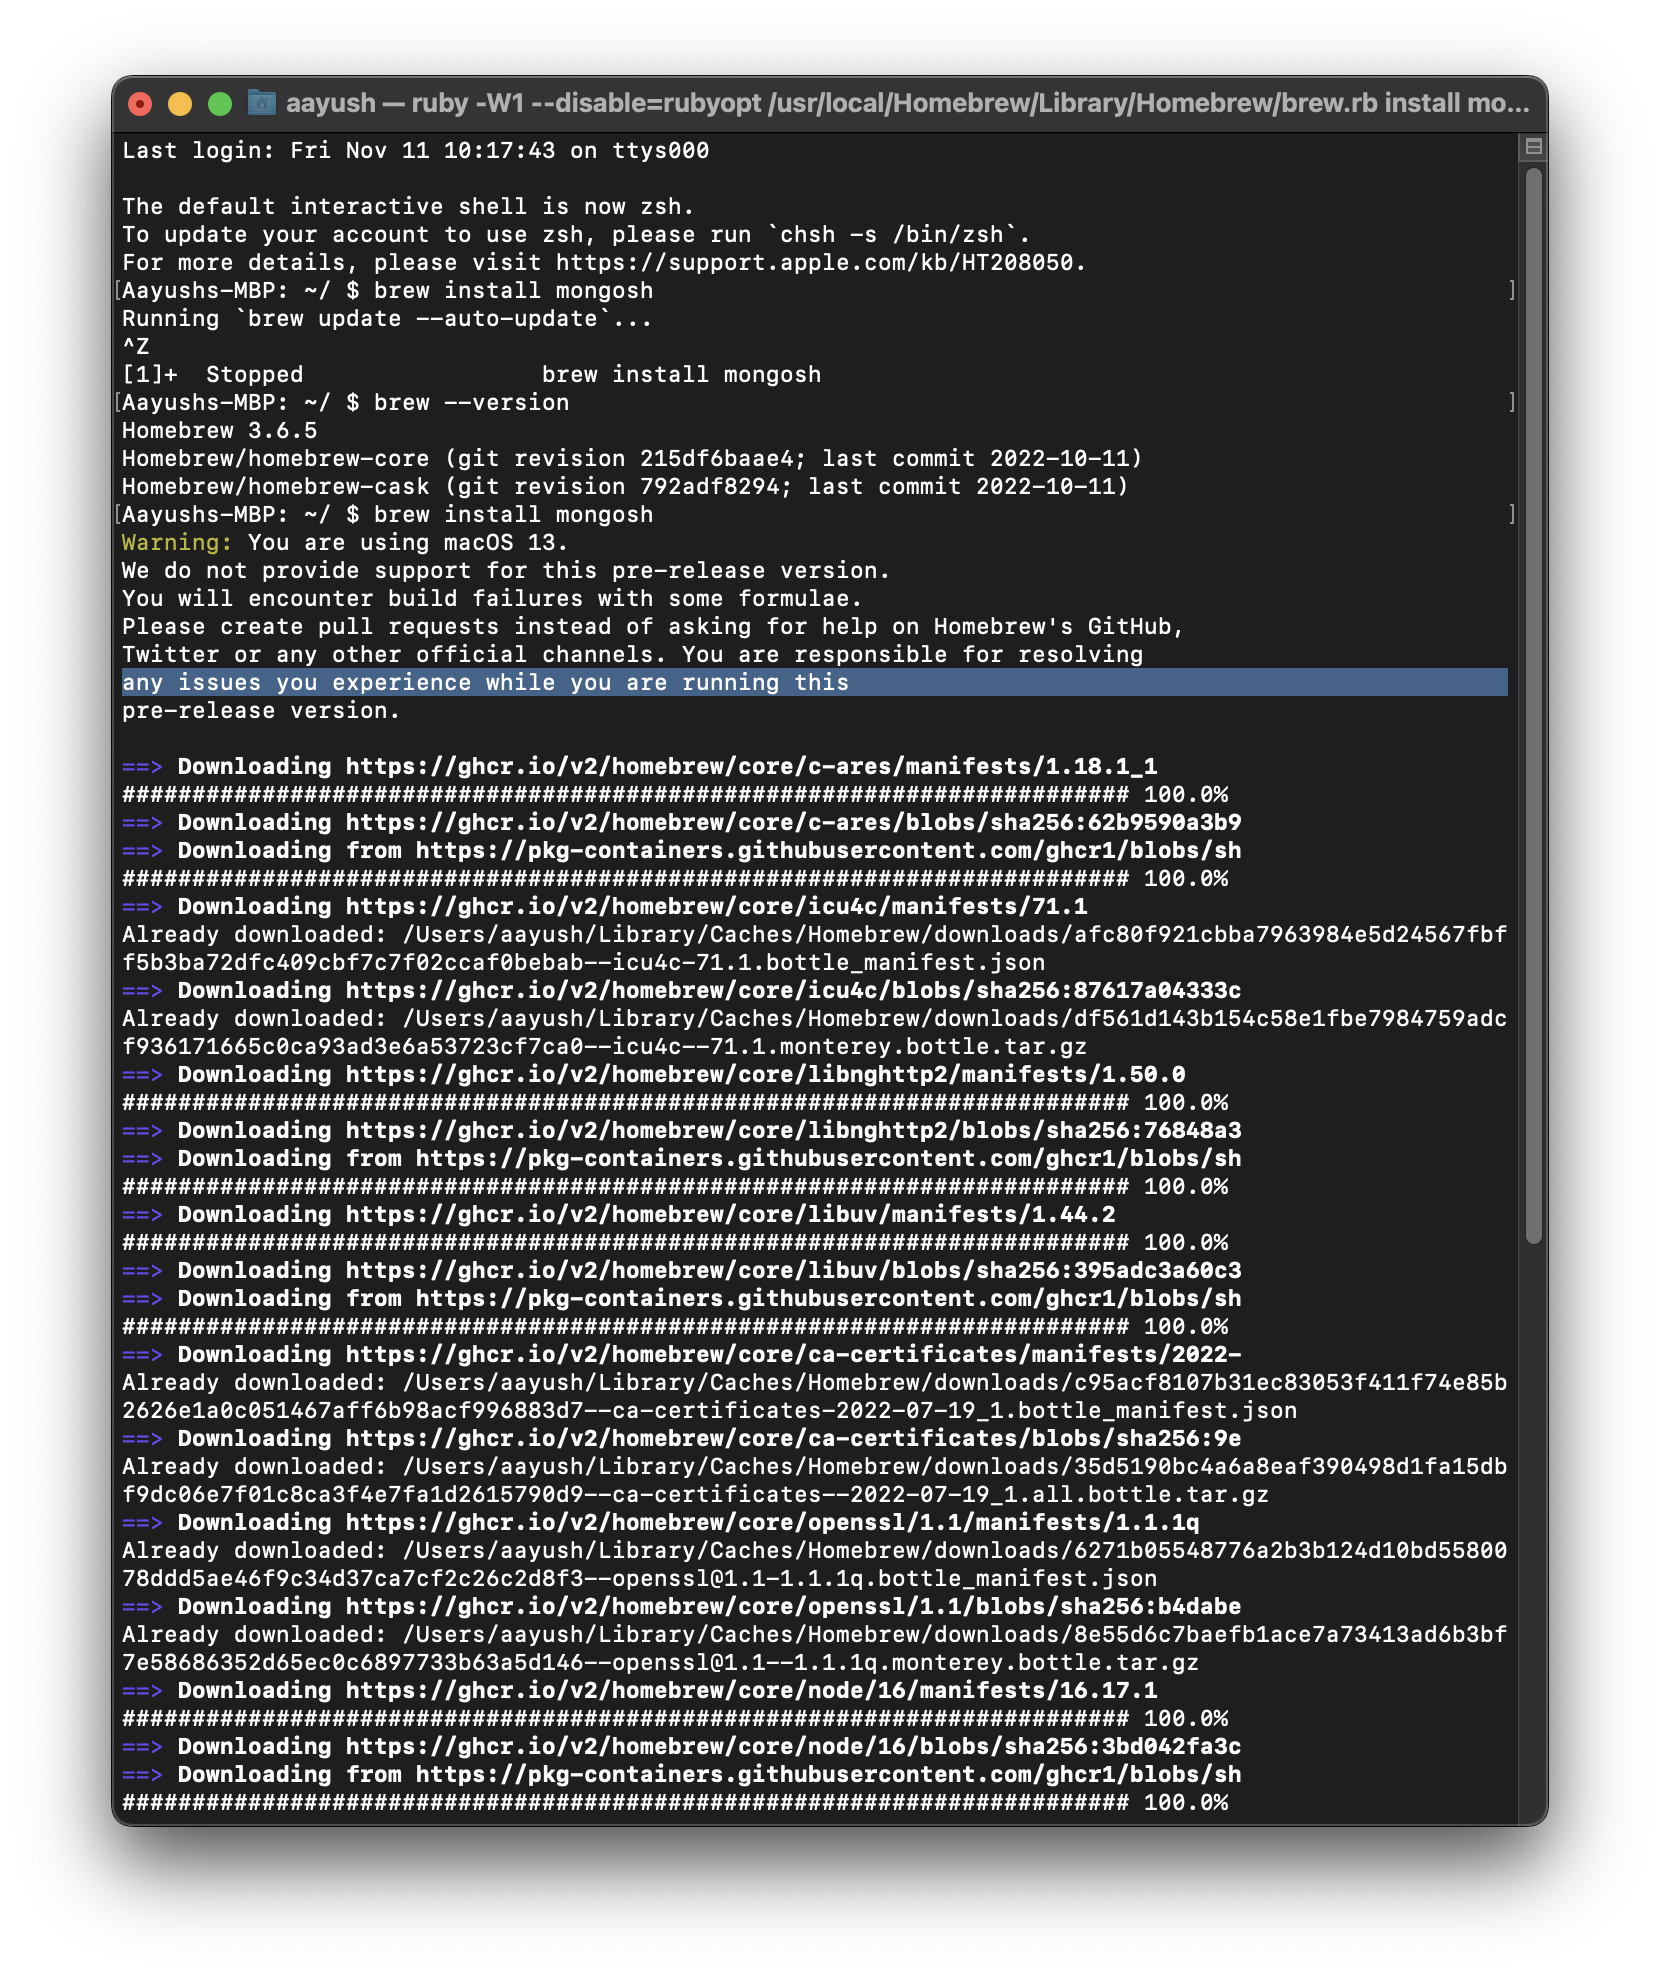 aayush — ruby -W1 --disable=rubyopt /usr/local/Homebrew/Library/Homebrew/brew.rb install mo...
Last login: Fri Nov 11 10:17:43 on ttys000
The default interactive shell is now zsh.
To update your account to use zsh, please run `chsh -s /bin/zsh`.
For more details, please visit https://support.apple.com/kb/HT208050.
[Aayushs-MBP: ~/ $ brew install mongosh ]
Running `brew update --auto-update`...
^Z
[1]+  Stopped                 brew install mongosh
[Aayushs-MBP: ~/ $ brew --version ]
Homebrew 3.6.5
Homebrew/homebrew-core (git revision 215df6baae4; last commit 2022-10-11)
Homebrew/homebrew-cask (git revision 792adf8294; last commit 2022-10-11)
[Aayushs-MBP: ~/ $ brew install mongosh ]
Warning: You are using macOS 13.
We do not provide support for this pre-release version.
You will encounter build failures with some formulae.
Please create pull requests instead of asking for help on Homebrew's GitHub,
Twitter or any other official channels. You are responsible for resolving
any issues you experience while you are running this
pre-release version.
==> Downloading https://ghcr.io/v2/homebrew/core/c-ares/manifests/1.18.1_1
######################################################################## 100.0%
==> Downloading https://ghcr.io/v2/homebrew/core/c-ares/blobs/sha256:62b9590a3b9
==> Downloading from https://pkg-containers.githubusercontent.com/ghcr1/blobs/sh
######################################################################## 100.0%
==> Downloading https://ghcr.io/v2/homebrew/core/icu4c/manifests/71.1
Already downloaded: /Users/aayush/Library/Caches/Homebrew/downloads/afc80f921cbba7963984e5d24567fbf
f5b3ba72dfc409cbf7c7f02ccaf0bebab--icu4c-71.1.bottle_manifest.json
==> Downloading https://ghcr.io/v2/homebrew/core/icu4c/blobs/sha256:87617a04333c
Already downloaded: /Users/aayush/Library/Caches/Homebrew/downloads/df561d143b154c58e1fbe7984759adc
f936171665c0ca93ad3e6a53723cf7ca0--icu4c--71.1.monterey.bottle.tar.gz
==> Downloading https://ghcr.io/v2/homebrew/core/libnghttp2/manifests/1.50.0
######################################################################## 100.0%
==> Downloading https://ghcr.io/v2/homebrew/core/libnghttp2/blobs/sha256:76848a3
==> Downloading from https://pkg-containers.githubusercontent.com/ghcr1/blobs/sh
######################################################################## 100.0%
==> Downloading https://ghcr.io/v2/homebrew/core/libuv/manifests/1.44.2
######################################################################## 100.0%
==> Downloading https://ghcr.io/v2/homebrew/core/libuv/blobs/sha256:395adc3a60c3
==> Downloading from https://pkg-containers.githubusercontent.com/ghcr1/blobs/sh
######################################################################## 100.0%
==> Downloading https://ghcr.io/v2/homebrew/core/ca-certificates/manifests/2022-
Already downloaded: /Users/aayush/Library/Caches/Homebrew/downloads/c95acf8107b31ec83053f411f74e85b
2626e1a0c051467aff6b98acf996883d7--ca-certificates-2022-07-19_1.bottle_manifest.json
==> Downloading https://ghcr.io/v2/homebrew/core/ca-certificates/blobs/sha256:9e
Already downloaded: /Users/aayush/Library/Caches/Homebrew/downloads/35d5190bc4a6a8eaf390498d1fa15db
f9dc06e7f01c8ca3f4e7fa1d2615790d9--ca-certificates--2022-07-19_1.all.bottle.tar.gz
==> Downloading https://ghcr.io/v2/homebrew/core/openssl/1.1/manifests/1.1.1q
Already downloaded: /Users/aayush/Library/Caches/Homebrew/downloads/6271b05548776a2b3b124d10bd55800
78ddd5ae46f9c34d37ca7cf2c26c2d8f3--openssl@1.1-1.1.1q.bottle_manifest.json
==> Downloading https://ghcr.io/v2/homebrew/core/openssl/1.1/blobs/sha256:b4dabe
Already downloaded: /Users/aayush/Library/Caches/Homebrew/downloads/8e55d6c7baefb1ace7a73413ad6b3bf
7e58686352d65ec0c6897733b63a5d146--openssl@1.1--1.1.1q.monterey.bottle.tar.gz
==> Downloading https://ghcr.io/v2/homebrew/core/node/16/manifests/16.17.1
######################################################################## 100.0%
==> Downloading https://ghcr.io/v2/homebrew/core/node/16/blobs/sha256:3bd042fa3c
==> Downloading from https://pkg-containers.githubusercontent.com/ghcr1/blobs/sh
######################################################################## 100.0%